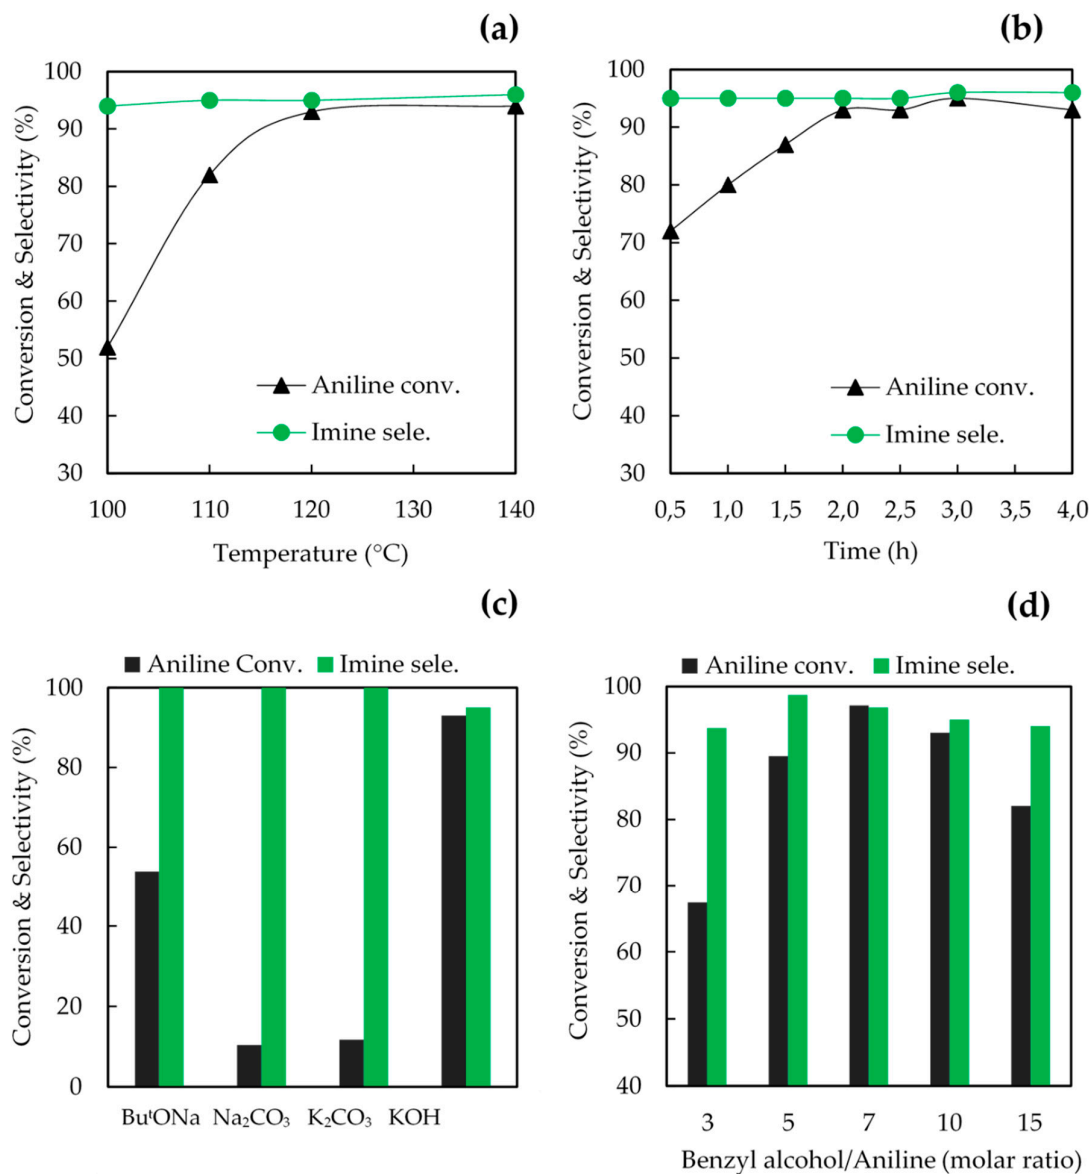 (a)
Conversion & Selectivity (%)
100
90
80
70
60
50
40
30
Aniline conv.
Imine sele.
100 110 120 130 140
Temperature (°C)
(b)
Conversion & Selectivity (%)
100
90
80
70
60
50
40
30
Aniline conv.
Imine sele.
0,5 1,0 1,5 2,0 2,5 3,0 3,5 4,0
Time (h)
(c)
Aniline Conv. Imine sele.
Conversion & Selectivity (%)
100
80
60
40
20
0
BuᵗONa Na₂CO₃ K₂CO₃ KOH
(d)
Aniline conv. Imine sele.
Conversion & Selectivity (%)
100
90
80
70
60
50
40
3 5 7 10 15
Benzyl alcohol/Aniline (molar ratio)